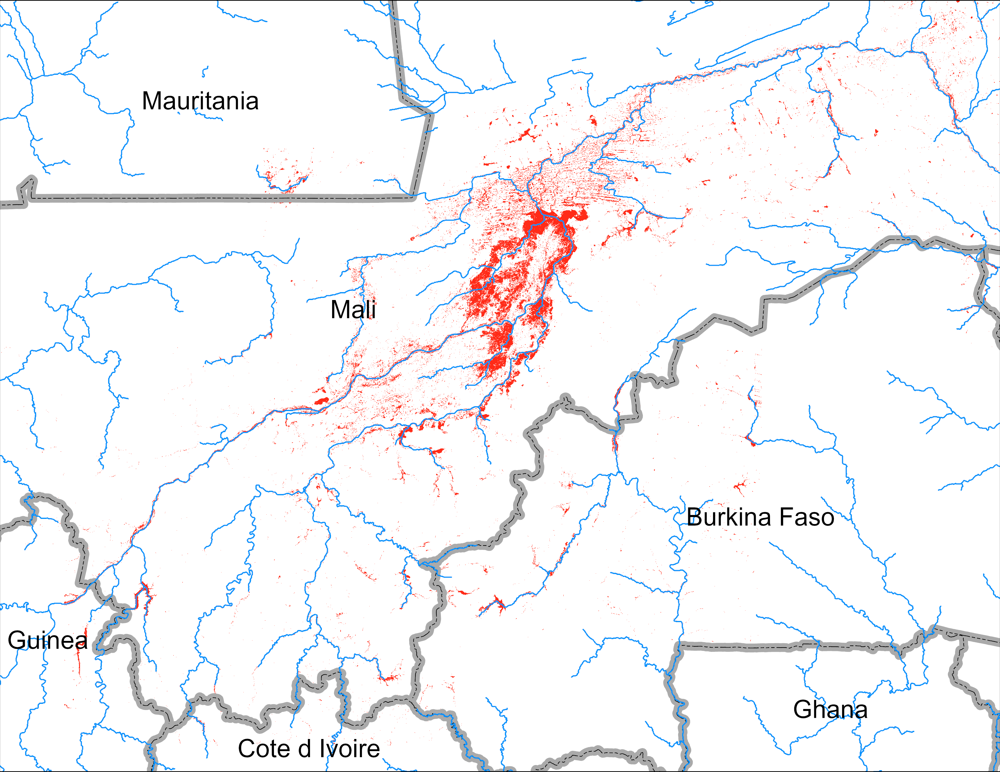 Mauritania
Mali
Burkina Faso
Guinea
Ghana
Cote d Ivoire